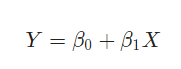 Y = β₀ + β₁X